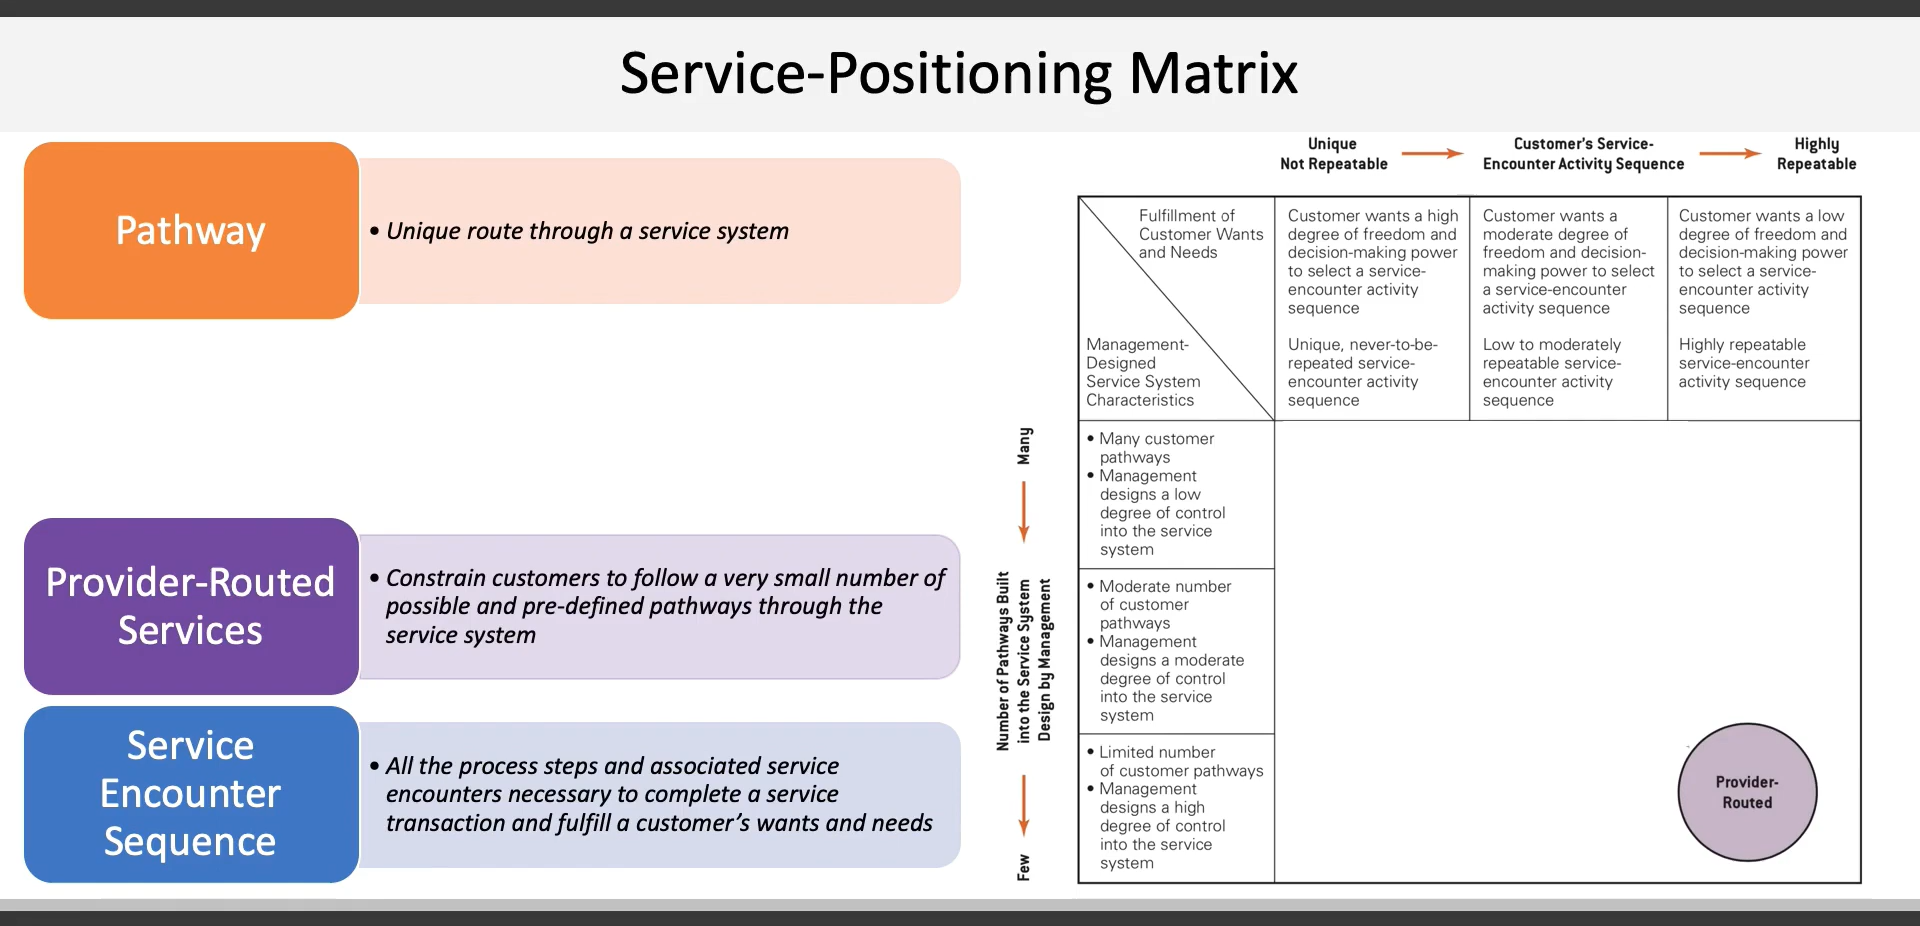 Service-Positioning Matrix
Pathway
• Unique route through a service system
Provider-Routed
Services
• Constrain customers to follow a very small number of
possible and pre-defined pathways through the
service system
Service
Encounter
Sequence
• All the process steps and associated service
encounters necessary to complete a service
transaction and fulfill a customer's wants and needs
Unique
Not Repeatable
Customer's Service-
Encounter Activity Sequence
Highly
Repeatable
Fulfillment of
Customer Wants
and Needs
Management-
Designed
Service System
Characteristics
Customer wants a high
degree of freedom and
decision-making power
to select a service-
encounter activity
sequence
Unique, never-to-be-
repeated service-
encounter activity
sequence
Customer wants a
moderate degree of
freedom and decision-
making power to select
a service-encounter
activity sequence
Low to moderately
repeatable service-
encounter activity
sequence
Customer wants a low
degree of freedom and
decision-making power
to select a service-
encounter activity
sequence
Highly repeatable
service-encounter
activity sequence
Many
Number of Pathways Built
into the Service System
Design by Management
Few
• Many customer
pathways
• Management
designs a low
degree of control
into the service
system
• Moderate number
of customer
pathways
• Management
designs a moderate
degree of control
into the service
system
• Limited number
of customer pathways
• Management
designs a high
degree of control
into the service
system
Provider-
Routed